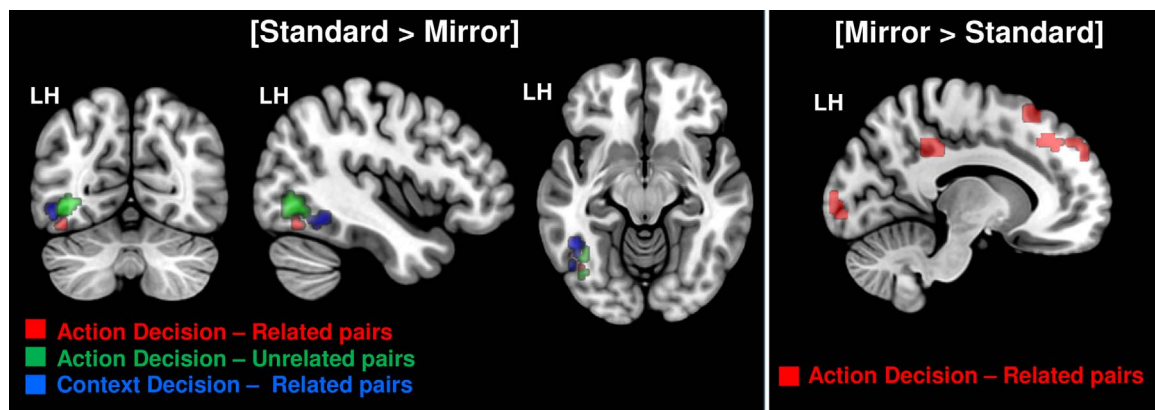 [Standard > Mirror]
LH
LH
LH
Action Decision – Related pairs
Action Decision – Unrelated pairs
Context Decision –  Related pairs
[Mirror > Standard]
LH
Action Decision – Related pairs